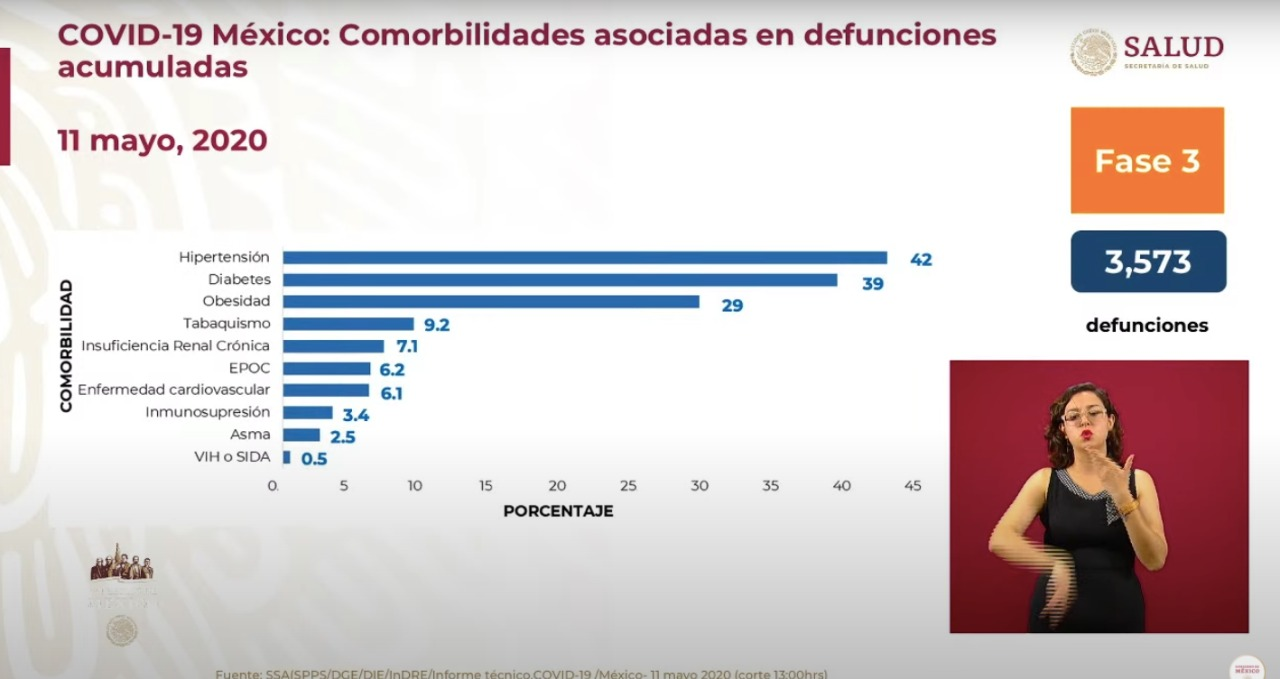 COVID-19 México: Comorbilidades asociadas en defunciones
acumuladas
11 mayo, 2020
SALUD
SECRETARÍA DE SALUD
Fase 3
3,573
defunciones
COMORBILIDAD
Hipertensión 42
Diabetes 39
Obesidad 29
Tabaquismo 9.2
Insuficiencia Renal Crónica 7.1
EPOC 6.2
Enfermedad cardiovascular 6.1
Inmunosupresión 3.4
Asma 2.5
VIH o SIDA 0.5
0. 5 10 15 20 25 30 35 40 45
PORCENTAJE
Fuente: SSA(SPPS/DGE/DIE/InDRE/Informe técnico.COVID-19 /México- 11 mayo 2020 (corte 13:00hrs)
MÉXICO